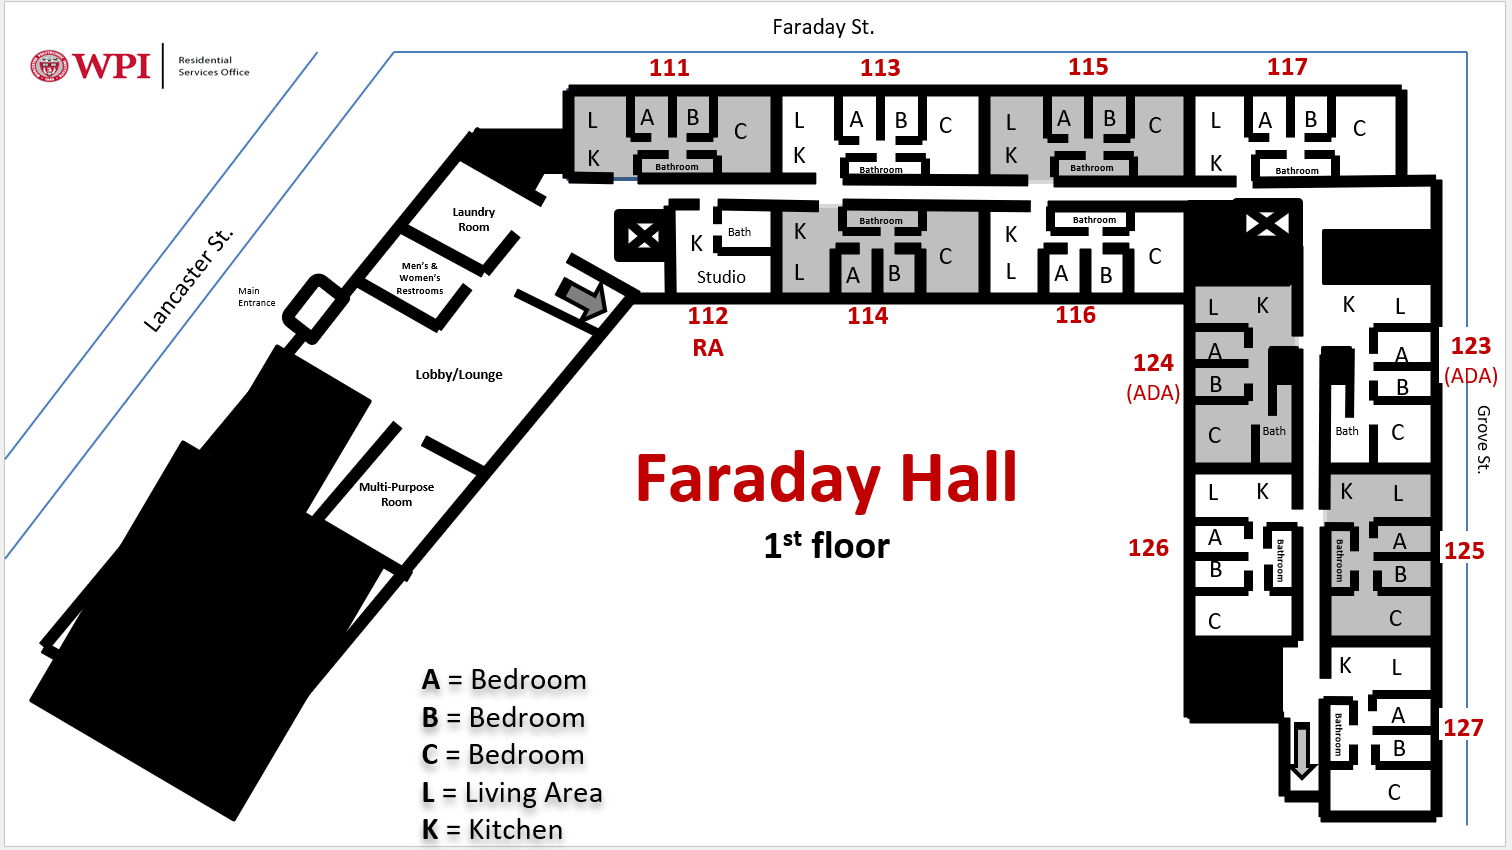 Faraday St.
WPI
Residential
Services Office
111
113
115
117
L
A
B
C
K
Bathroom
L
A
B
C
K
Bathroom
L
A
B
C
K
Bathroom
L
A
B
C
K
Bathroom
Laundry
Room
Men's &
Women's
Restrooms
Main
Entrance
Lancaster St.
Lobby/Lounge
Multi-Purpose
Room
K
Bath
Studio
112
RA
Bathroom
K
L
A
B
C
114
Bathroom
K
L
A
B
C
116
L
K
A
B
C
Bath
124
(ADA)
K
L
A
B
C
Bath
123
(ADA)
Grove St.
L
K
A
B
C
Bathroom
126
K
L
A
B
C
Bathroom
125
K
L
A
B
C
Bathroom
127
Faraday Hall
1st floor
A = Bedroom
B = Bedroom
C = Bedroom
L = Living Area
K = Kitchen